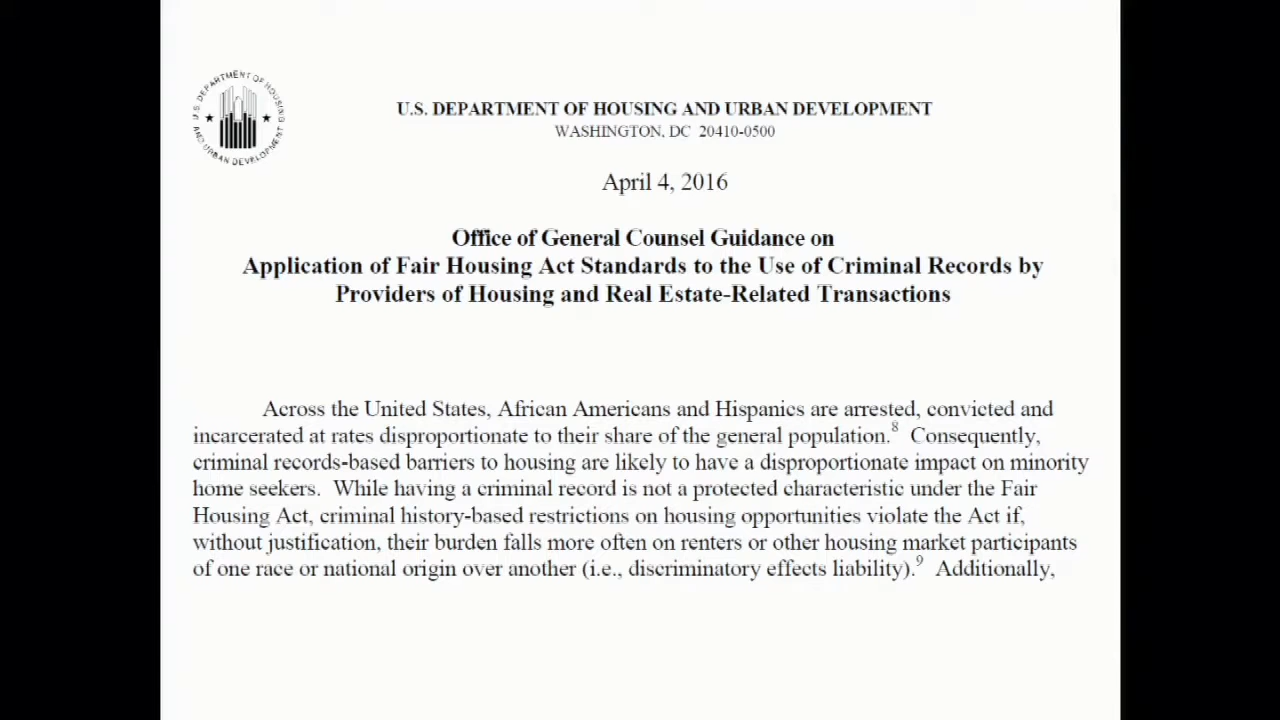 U.S. DEPARTMENT OF HOUSING AND URBAN DEVELOPMENT
U.S. DEPARTMENT OF HOUSING AND URBAN DEVELOPMENT
WASHINGTON, DC 20410-0500
April 4, 2016
Office of General Counsel Guidance on
Application of Fair Housing Act Standards to the Use of Criminal Records by
Providers of Housing and Real Estate-Related Transactions
Across the United States, African Americans and Hispanics are arrested, convicted and
incarcerated at rates disproportionate to their share of the general population.8 Consequently,
criminal records-based barriers to housing are likely to have a disproportionate impact on minority
home seekers. While having a criminal record is not a protected characteristic under the Fair
Housing Act, criminal history-based restrictions on housing opportunities violate the Act if,
without justification, their burden falls more often on renters or other housing market participants
of one race or national origin over another (i.e., discriminatory effects liability).9 Additionally,